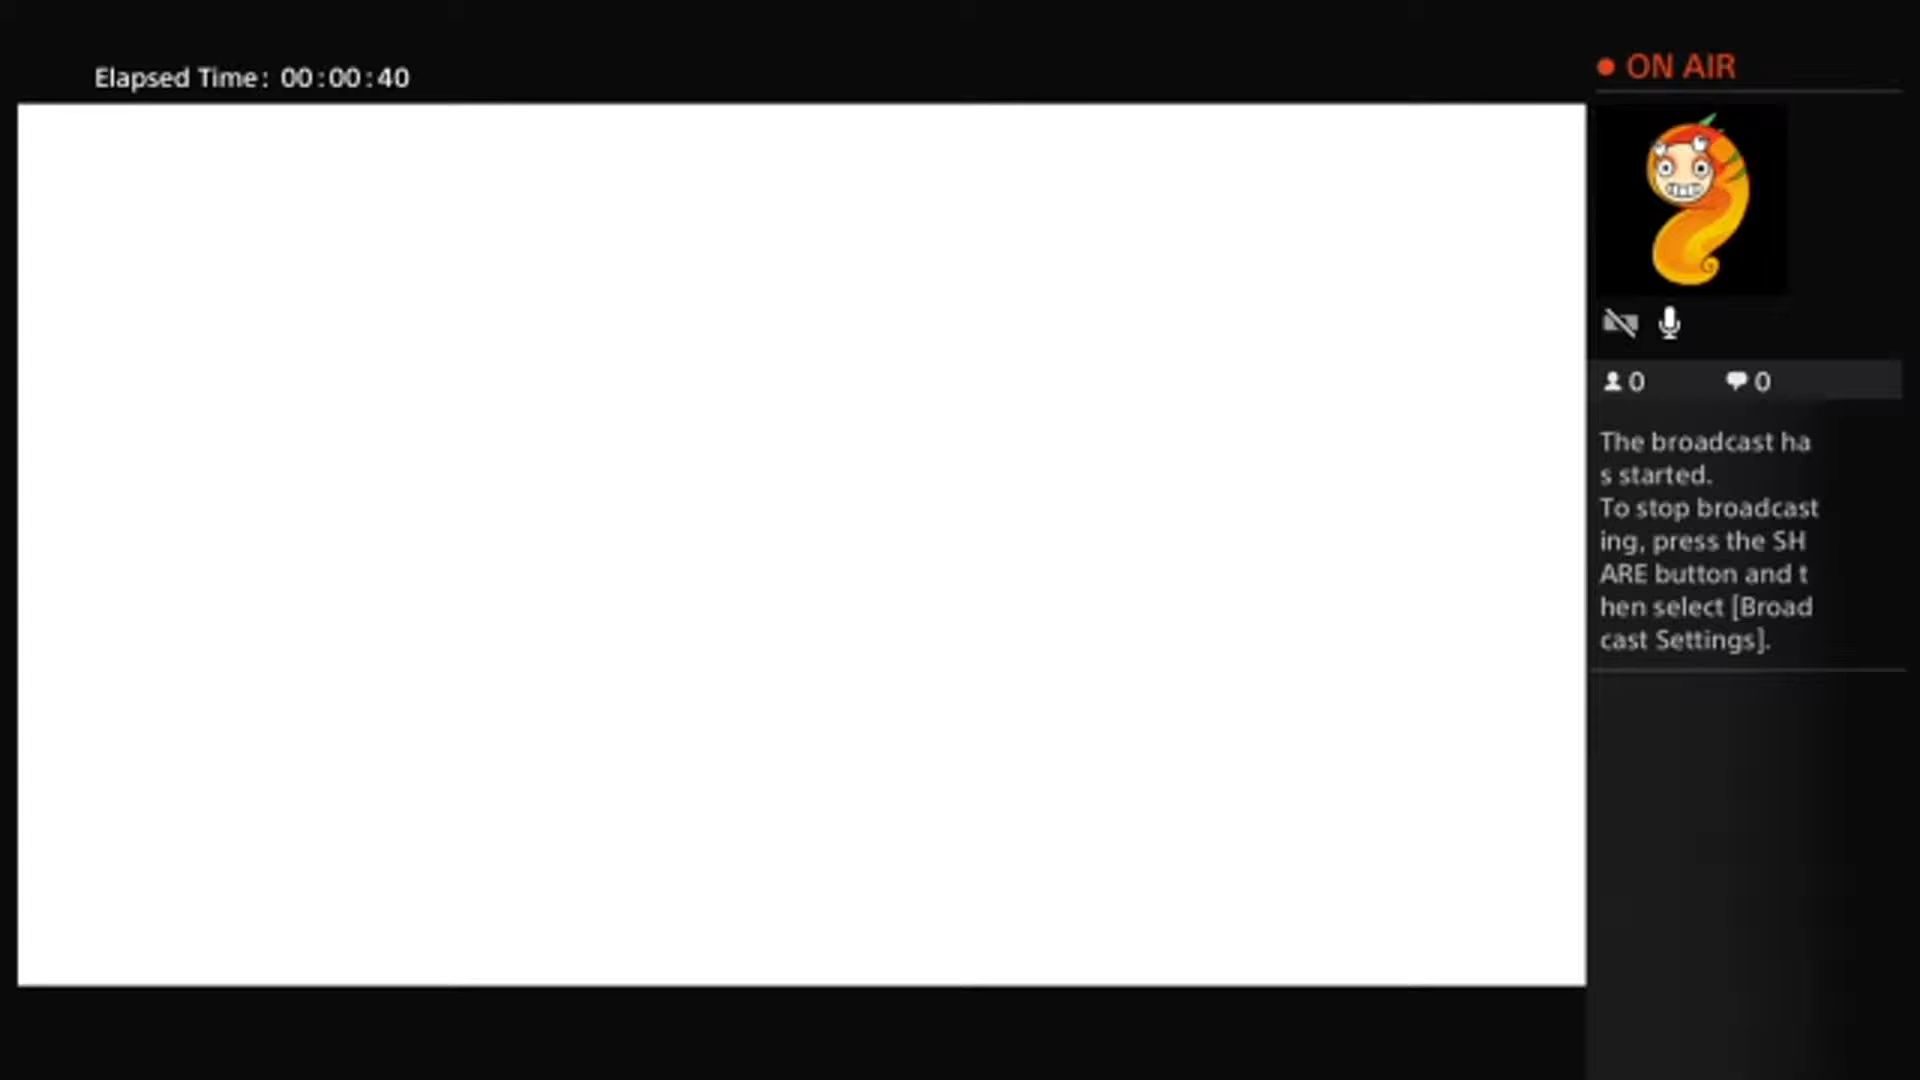 Elapsed Time: 00:00:40
ON AIR
0 0
The broadcast ha
s started.
To stop broadcast
ing, press the SH
ARE button and t
hen select [Broad
cast Settings].